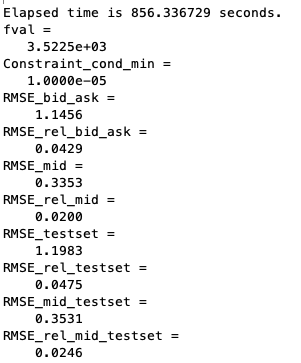 Elapsed time is 856.336729 seconds.
fval =
3.5225e+03
Constraint_cond_min =
1.0000e-05
RMSE_bid_ask =
1.1456
RMSE_rel_bid_ask =
0.0429
RMSE_mid =
0.3353
RMSE_rel_mid =
0.0200
RMSE_testset =
1.1983
RMSE_rel_testset =
0.0475
RMSE_mid_testset =
0.3531
RMSE_rel_mid_testset =
0.0246